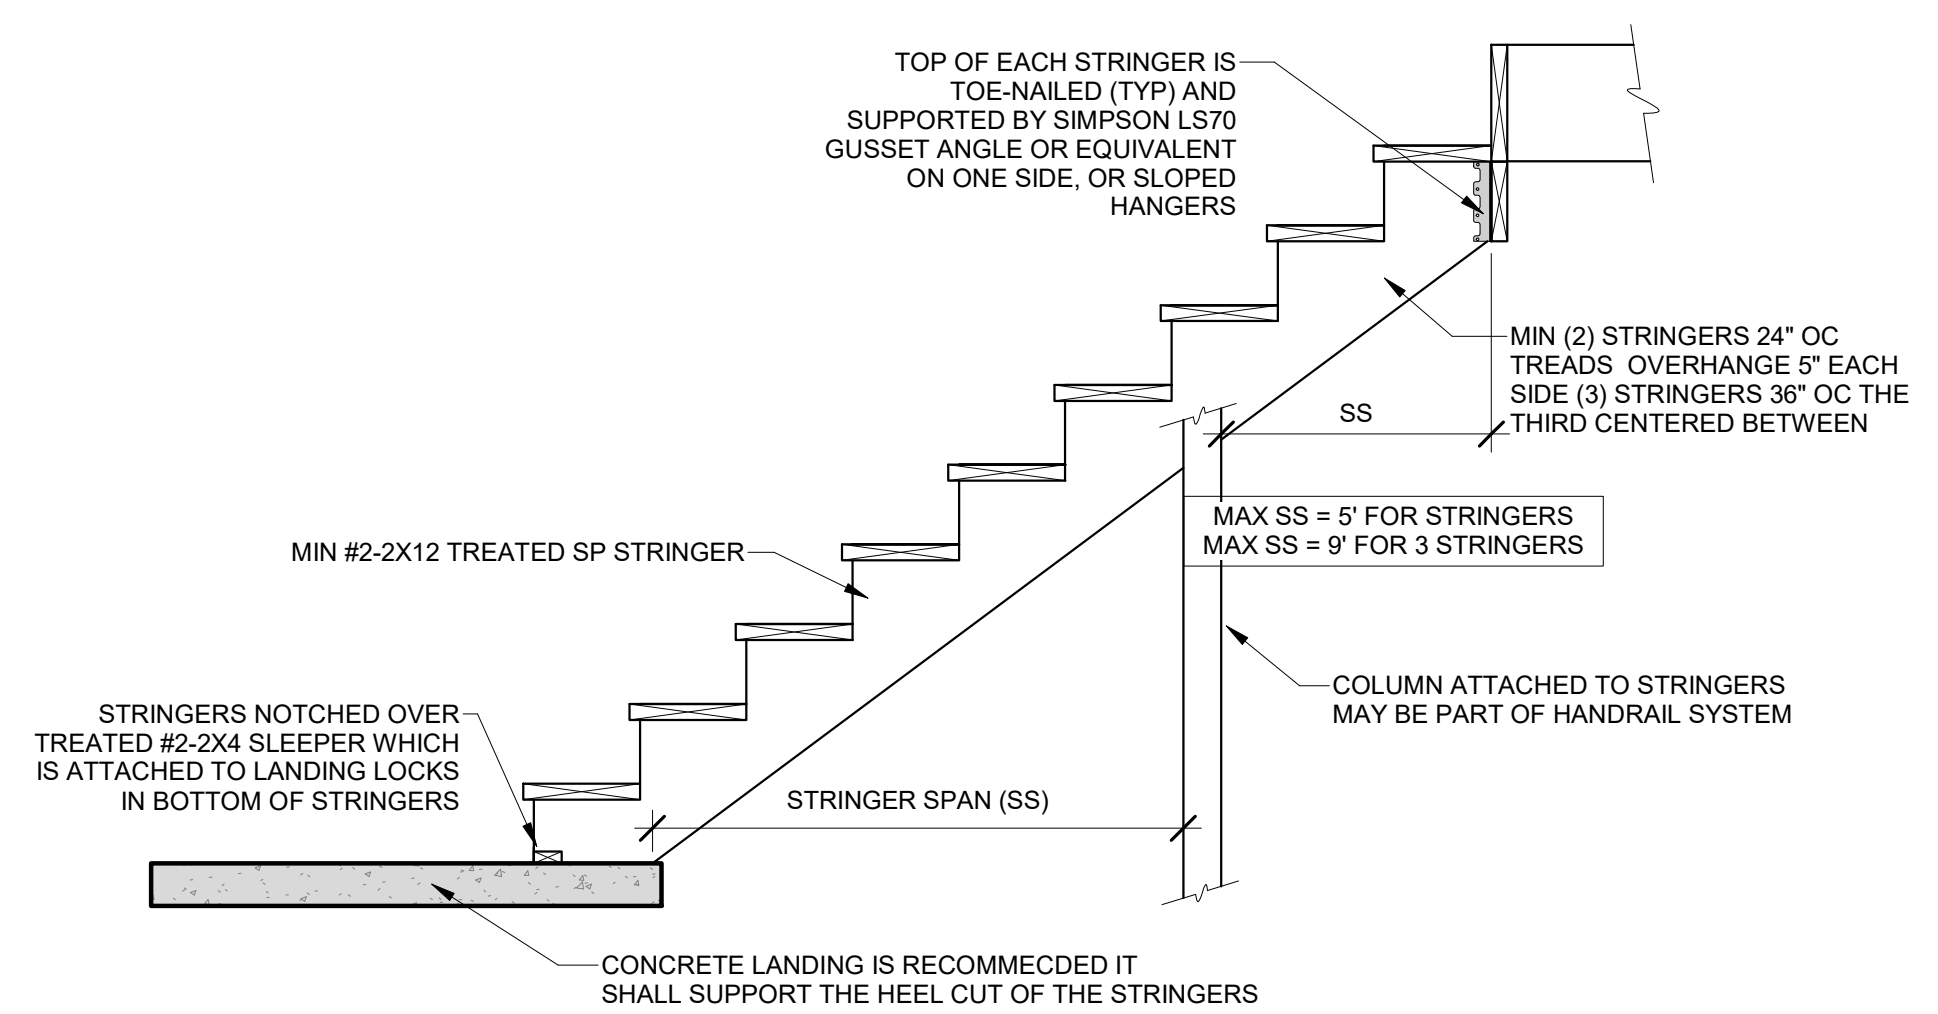 TOP OF EACH STRINGER IS
TOE-NAILED (TYP) AND
SUPPORTED BY SIMPSON LS70
GUSSET ANGLE OR EQUIVALENT
ON ONE SIDE, OR SLOPED
HANGERS
MIN (2) STRINGERS 24" OC
TREADS  OVERHANGE 5" EACH
SIDE (3) STRINGERS 36" OC THE
THIRD CENTERED BETWEEN
SS
MAX SS = 5' FOR STRINGERS
MAX SS = 9' FOR 3 STRINGERS
MIN #2-2X12 TREATED SP STRINGER
COLUMN ATTACHED TO STRINGERS
MAY BE PART OF HANDRAIL SYSTEM
STRINGERS NOTCHED OVER
TREATED #2-2X4 SLEEPER WHICH
IS ATTACHED TO LANDING LOCKS
IN BOTTOM OF STRINGERS
STRINGER SPAN (SS)
CONCRETE LANDING IS RECOMMECDED IT
SHALL SUPPORT THE HEEL CUT OF THE STRINGERS